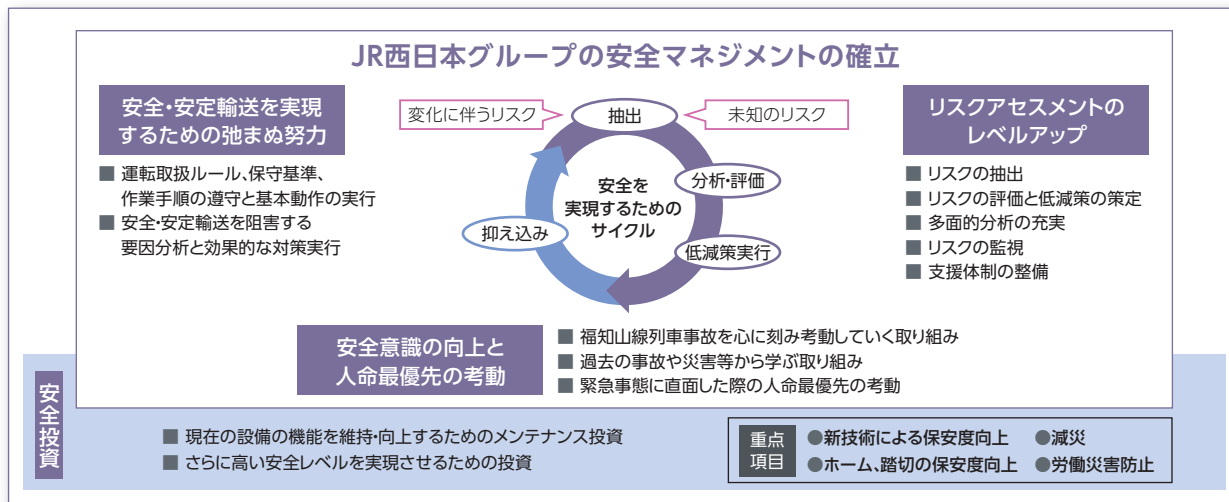 JR西日本グループの安全マネジメントの確立
安全・安定輸送を実現
するための弛まぬ努力
■ 運転取扱ルール、保守基準、
作業手順の遵守と基本動作の実行
■ 安全・安定輸送を阻害する
要因分析と効果的な対策実行
変化に伴うリスク
抽出
未知のリスク
分析・評価
低減策実行
抑え込み
安全を
実現するための
サイクル
リスクアセスメントの
レベルアップ
■ リスクの抽出
■ リスクの評価と低減策の策定
■ 多面的分析の充実
■ リスクの監視
■ 支援体制の整備
安全意識の向上と
人命最優先の考動
■ 福知山線列車事故を心に刻み考動していく取り組み
■ 過去の事故や災害等から学ぶ取り組み
■ 緊急事態に直面した際の人命最優先の考動
安全投資
■ 現在の設備の機能を維持・向上するためのメンテナンス投資
■ さらに高い安全レベルを実現させるための投資
重点
項目
●新技術による保安度向上 ●減災
●ホーム、踏切の保安度向上 ●労働災害防止